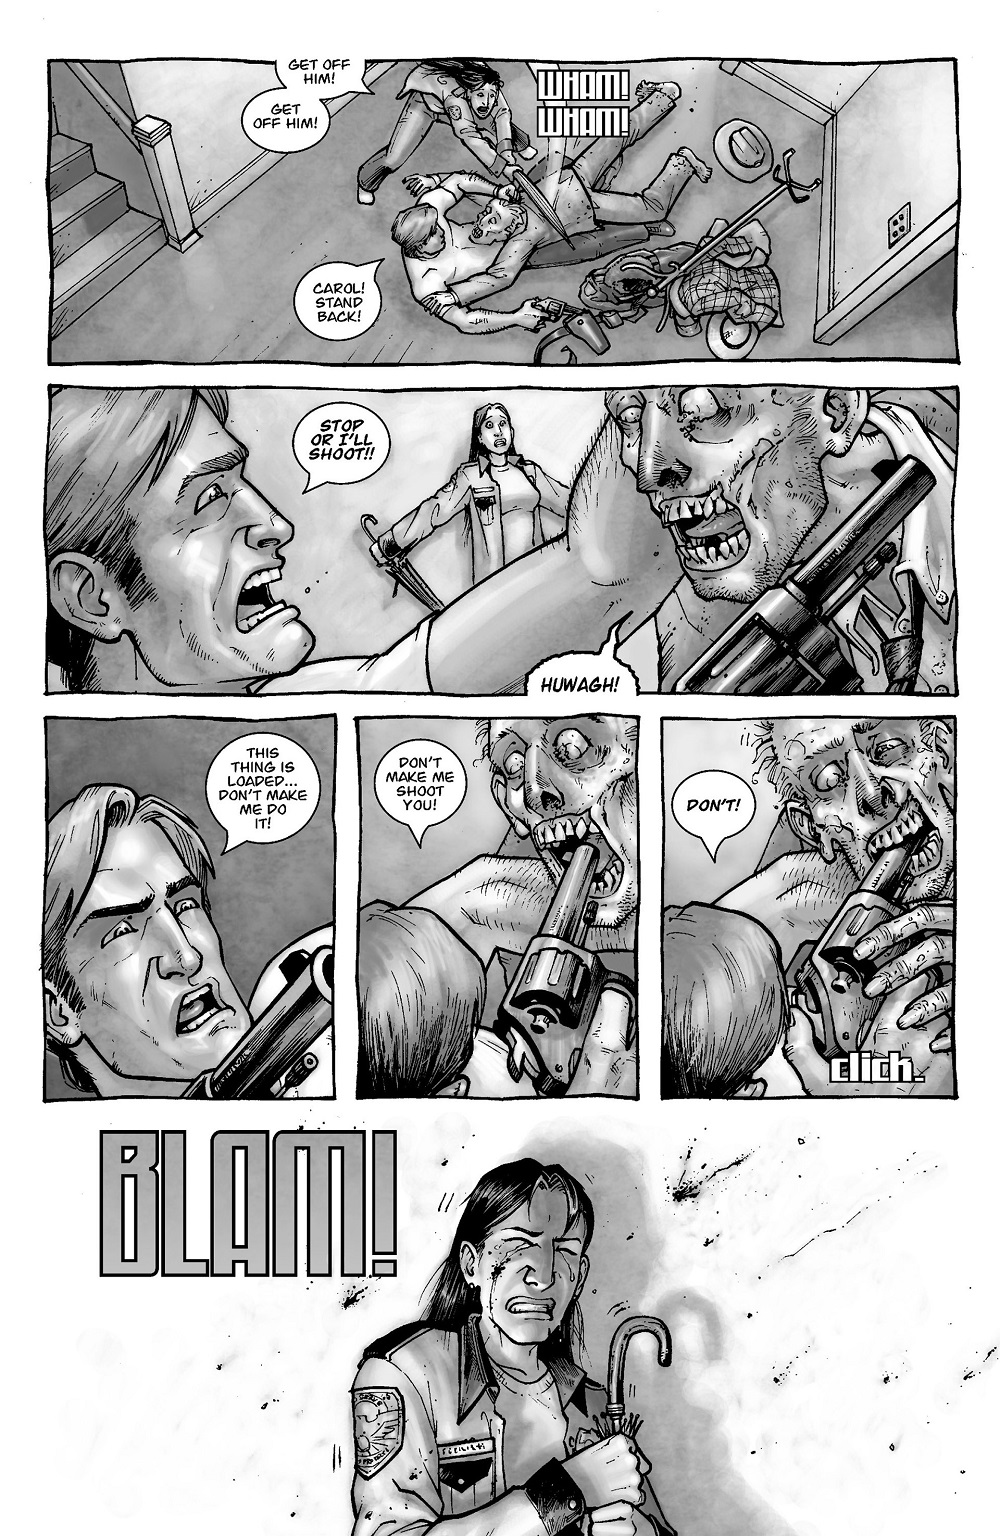 GET OFF
HIM!
GET
OFF HIM!
WHAM!
WHAM!
CAROL!
STAND
BACK!
STOP
OR I'LL
SHOOT!!
HUWAGH!
THIS
THING IS
LOADED...
DON'T MAKE
ME DO
IT!
DON'T
MAKE ME
SHOOT
YOU!
DON'T!
click.
BLAM!